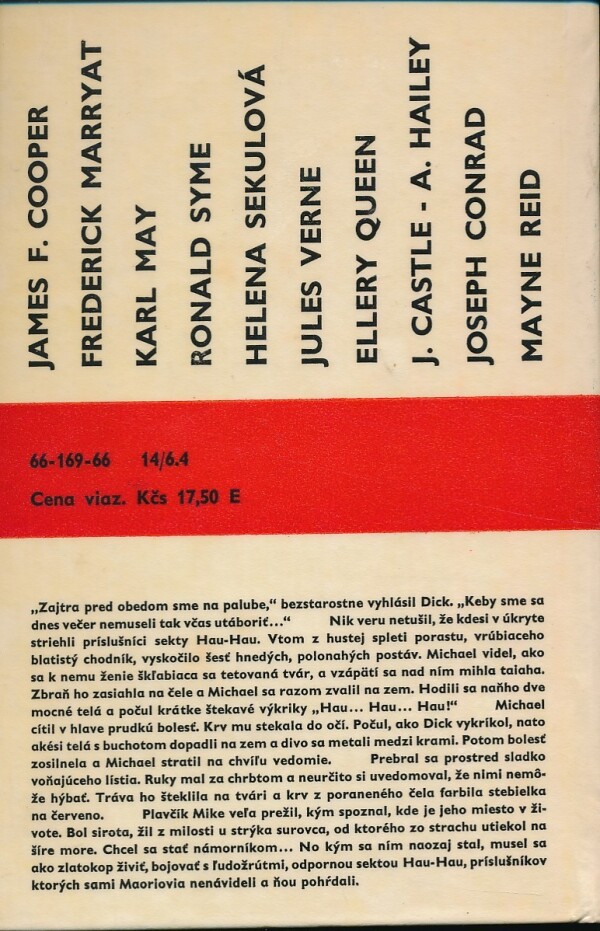 JAMES F. COOPER
FREDERICK MARRYAT
KARL MAY
RONALD SYME
HELENA SEKULOVÁ
JULES VERNE
ELLERY QUEEN
J. CASTLE - A. HAILEY
JOSEPH CONRAD
MAYNE REID
66-169-66 14/6.4
Cena viaz. Kčs 17,50 E
„Zajtra pred obedom sme na palube,“ bezstarostne vyhlásil Dick. „Keby sme sa
dnes večer nemuseli tak včas utáboriť...“ Nik veru netušil, že kdesi v úkryte
striehli príslušníci sekty Hau-Hau. Vtom z hustej spleti porastu, vrúbiaceho
blatistý chodník, vyskočilo šesť hnedých, polonahých postáv. Michael videl, ako
sa k nemu ženie škľabiaca sa tetovaná tvár, a vzápätí sa nad ním mihla taiaha.
Zbraň ho zasiahla na čele a Michael sa razom zvalil na zem. Hodili sa naňho dve
mocné telá a počul krátke štekavé výkriky „Hau... Hau... Hau!“ Michael
cítil v hlave prudkú bolesť. Krv mu stekala do očí. Počul, ako Dick vykríkol, nato
akési telá s buchotom dopadli na zem a divo sa metali medzi krami. Potom bolesť
zosilnela a Michael stratil na chvíľu vedomie. Prebral sa prostred sladko
voňajúceho lístia. Ruky mal za chrbtom a neurčito si uvedomoval, že nimi nemô-
že hýbať. Tráva ho šteklila na tvári a krv z poraneného čela farbila stebielka
na červeno. Plavčík Mike veľa prežil, kým spoznal, kde je jeho miesto v ži-
vote. Bol sirota, žil z milosti u strýka surovca, od ktorého zo strachu utiekol na
šíre more. Chcel sa stať námorníkom... No kým sa ním naozaj stal, musel sa
ako zlatokop živiť, bojovať s ľudožrútmi, odpornou sektou Hau-Hau, príslušníkov
ktorých sami Maoriovia nenávideli a ňou pohŕdali.